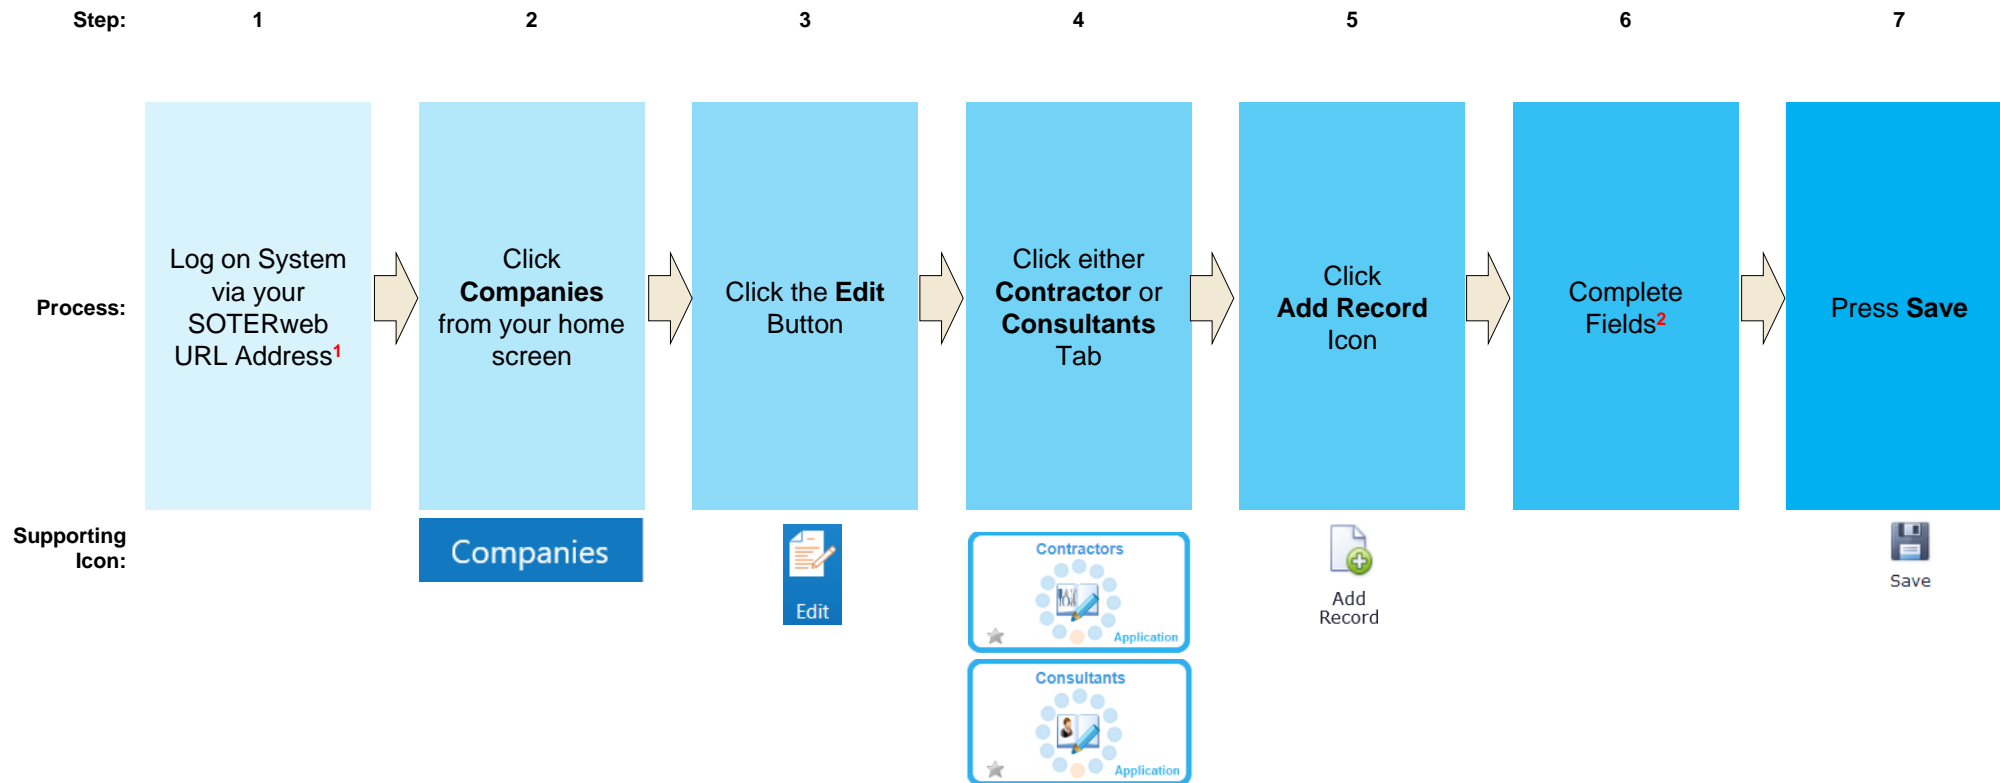 Step: 1 2 3 4 5 6 7
Process:
Log on System
via your
SOTERweb
URL Address1
Click
Companies
from your home
screen
Click the Edit
Button
Click either
Contractor or
Consultants
Tab
Click
Add Record
Icon
Complete
Fields2
Press Save
Supporting
Icon:
Companies
Edit
Contractors
Application
Consultants
Application
Add
Record
Save